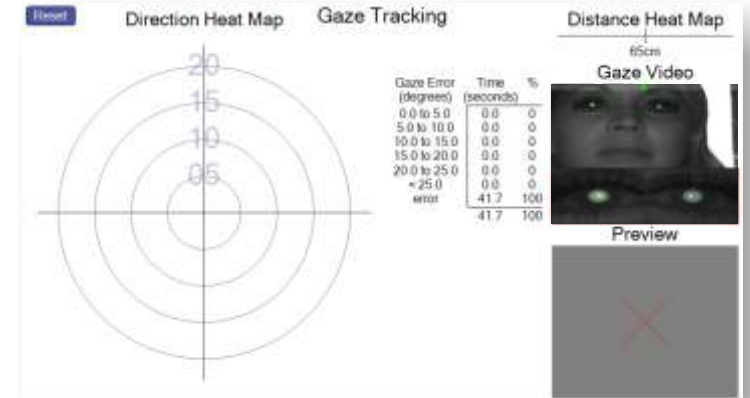 Reset
Direction Heat Map
Gaze Tracking
Distance Heat Map
65cm
Gaze Video
20
15
10
05
Gaze Error Time %
(degrees) (seconds)
0.0 to 5.0 0.0 0
5.0 to 10.0 0.0 0
10.0 to 15.0 0.0 0
15.0 to 20.0 0.0 0
20.0 to 25.0 0.0 0
< 25.0 0.0 0
error 41.7 100
41.7 100
Preview